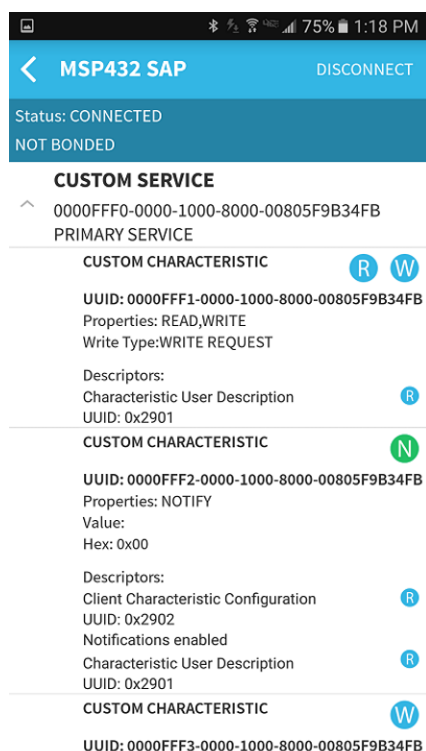 75% 1:18 PM
MSP432 SAP
DISCONNECT
Status: CONNECTED
NOT BONDED
CUSTOM SERVICE
0000FFF0-0000-1000-8000-00805F9B34FB
PRIMARY SERVICE
CUSTOM CHARACTERISTIC
R W
UUID: 0000FFF1-0000-1000-8000-00805F9B34FB
Properties: READ,WRITE
Write Type:WRITE REQUEST
Descriptors:
Characteristic User Description
R
UUID: 0x2901
CUSTOM CHARACTERISTIC
N
UUID: 0000FFF2-0000-1000-8000-00805F9B34FB
Properties: NOTIFY
Value:
Hex: 0x00
Descriptors:
Client Characteristic Configuration
R
UUID: 0x2902
Notifications enabled
Characteristic User Description
R
UUID: 0x2901
CUSTOM CHARACTERISTIC
W
UUID: 0000FFF3-0000-1000-8000-00805F9B34FB